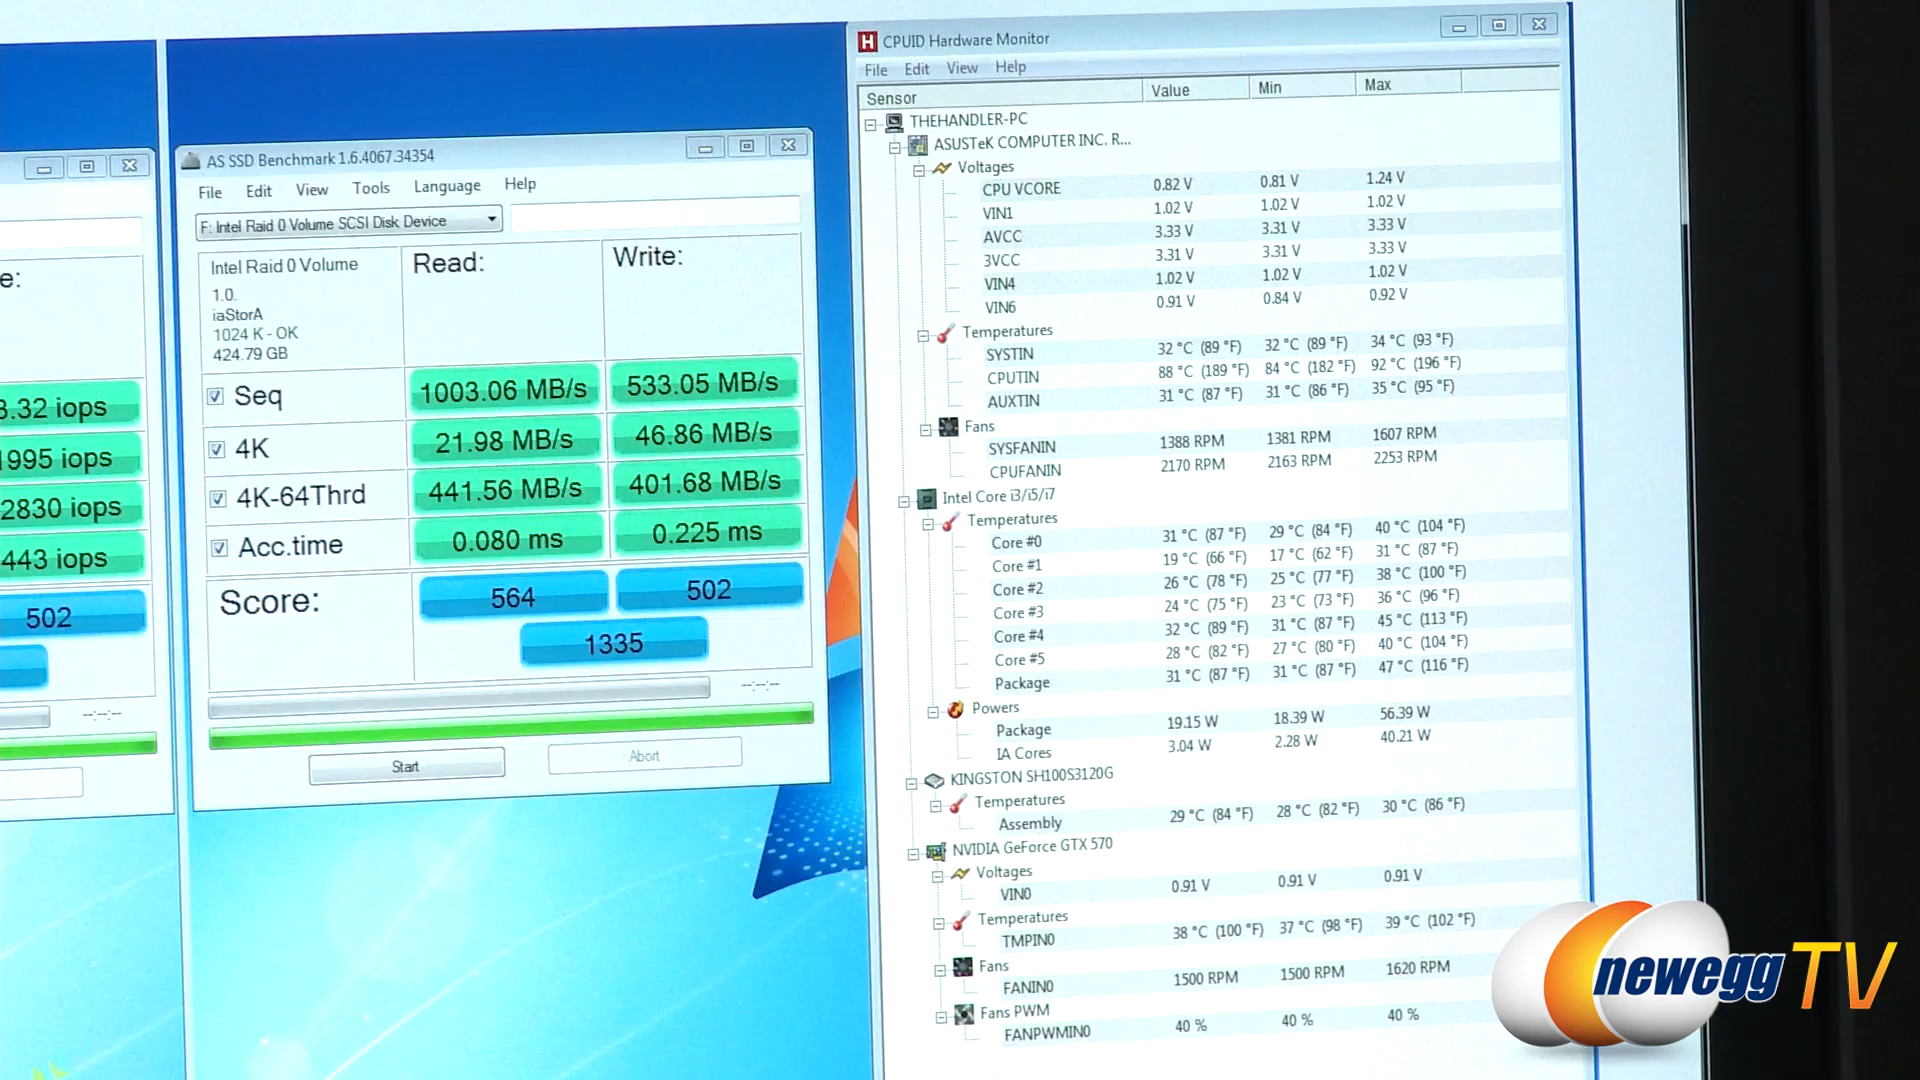 e:
3.32 iops
1995 iops
2830 iops
443 iops
502
--:--:--
AS SSD Benchmark 1.6.4067.34354
File Edit View Tools Language Help
F: Intel Raid 0 Volume SCSI Disk Device
Intel Raid 0 Volume
1.0.
iaStorA
1024 K - OK
424.79 GB
Read: Write:
Seq 1003.06 MB/s 533.05 MB/s
4K 21.98 MB/s 46.86 MB/s
4K-64Thrd 441.56 MB/s 401.68 MB/s
Acc.time 0.080 ms 0.225 ms
Score: 564 502
1335
--:--:--
Start Abort
CPUID Hardware Monitor
File Edit View Help
Sensor Value Min Max
THEHANDLER-PC
ASUSTeK COMPUTER INC. R...
Voltages
CPU VCORE 0.82 V 0.81 V 1.24 V
VIN1 1.02 V 1.02 V 1.02 V
AVCC 3.33 V 3.31 V 3.33 V
3VCC 3.31 V 3.31 V 3.33 V
VIN4 1.02 V 1.02 V 1.02 V
VIN6 0.91 V 0.84 V 0.92 V
Temperatures
SYSTIN 32 °C (89 °F) 32 °C (89 °F) 34 °C (93 °F)
CPUTIN 88 °C (189 °F) 84 °C (182 °F) 92 °C (196 °F)
AUXTIN 31 °C (87 °F) 31 °C (86 °F) 35 °C (95 °F)
Fans
SYSFANIN 1388 RPM 1381 RPM 1607 RPM
CPUFANIN 2170 RPM 2163 RPM 2253 RPM
Intel Core i3/i5/i7
Temperatures
Core #0 31 °C (87 °F) 29 °C (84 °F) 40 °C (104 °F)
Core #1 19 °C (66 °F) 17 °C (62 °F) 31 °C (87 °F)
Core #2 26 °C (78 °F) 25 °C (77 °F) 38 °C (100 °F)
Core #3 24 °C (75 °F) 23 °C (73 °F) 36 °C (96 °F)
Core #4 32 °C (89 °F) 31 °C (87 °F) 45 °C (113 °F)
Core #5 28 °C (82 °F) 27 °C (80 °F) 40 °C (104 °F)
Package 31 °C (87 °F) 31 °C (87 °F) 47 °C (116 °F)
Powers
Package 19.15 W 18.39 W 56.39 W
IA Cores 3.04 W 2.28 W 40.21 W
KINGSTON SH100S3120G
Temperatures
Assembly 29 °C (84 °F) 28 °C (82 °F) 30 °C (86 °F)
NVIDIA GeForce GTX 570
Voltages
VIN0 0.91 V 0.91 V 0.91 V
Temperatures
TMPIN0 38 °C (100 °F) 37 °C (98 °F) 39 °C (102 °F)
Fans
FANIN0 1500 RPM 1500 RPM 1620 RPM
Fans PWM
FANPWMIN0 40 % 40 % 40 %
newegg TV